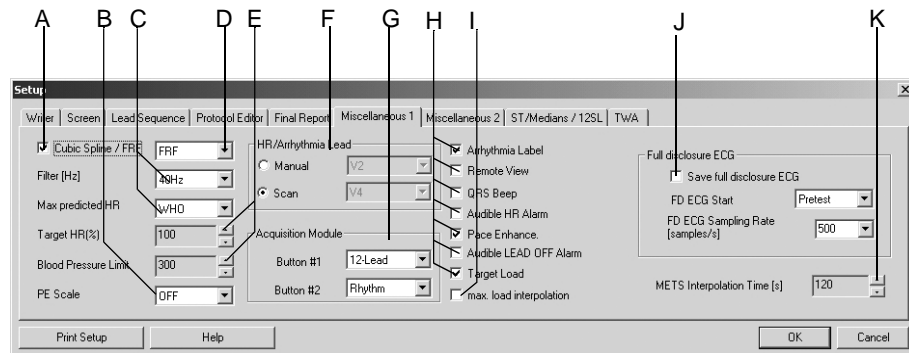 A B C D E F G H I J K
Setup
Writer Screen Lead Sequence Protocol Editor Final Report Miscellaneous 1 Miscellaneous 2 ST/Medians / 12SL TWA
Cubic Spline / FRF FRF
Filter [Hz] 40Hz
Max predicted HR WHO
Target HR(%) 100
Blood Pressure Limit 300
PE Scale OFF
HR/Arrhythmia Lead
Manual V2
Scan V4
Acquisition Module
Button #1 12-Lead
Button #2 Rhythm
Arrhythmia Label
Remote View
QRS Beep
Audible HR Alarm
Pace Enhance.
Audible LEAD OFF Alarm
Target Load
max. load interpolation
Full disclosure ECG
Save full disclosure ECG
FD ECG Start Pretest
FD ECG Sampling Rate
[samples/s] 500
METS Interpolation Time [s] 120
Print Setup Help OK Cancel